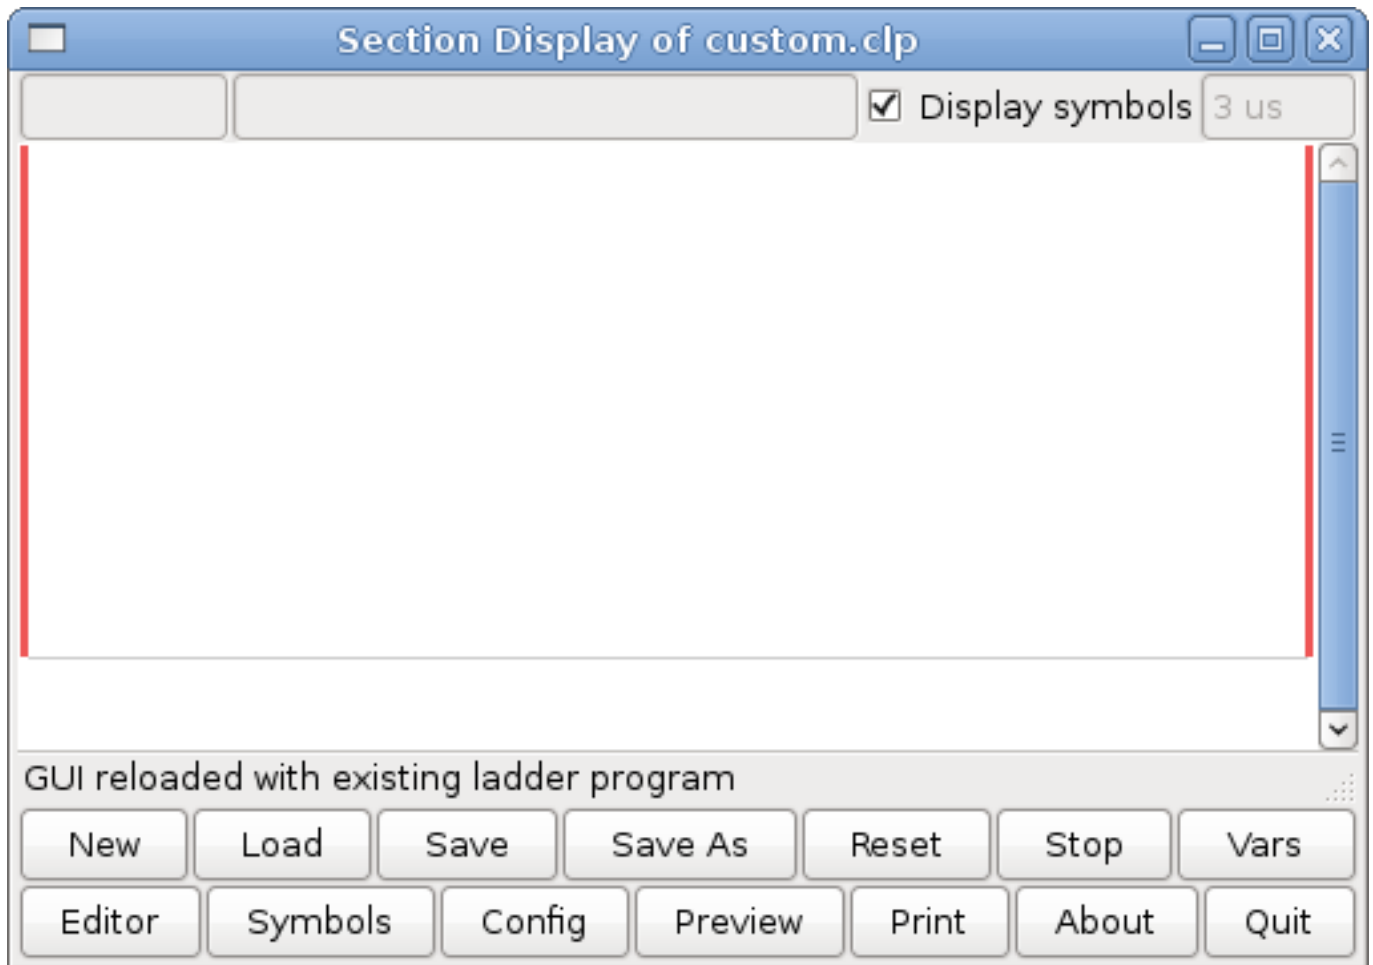 Section Display of custom.clp
Display symbols 3 us
GUI reloaded with existing ladder program
New Load Save Save As Reset Stop Vars
Editor Symbols Config Preview Print About Quit